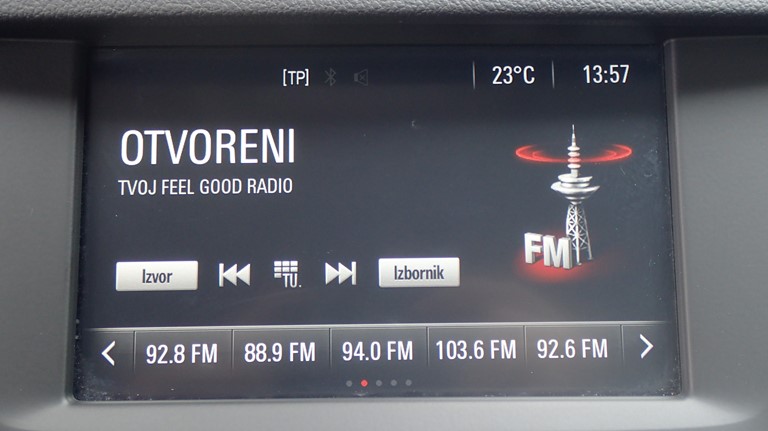 [TP] 23°C 13:57
OTVORENI
TVOJ FEEL GOOD RADIO
FM
Izvor TU. Izbornik
92.8 FM 88.9 FM 94.0 FM 103.6 FM 92.6 FM